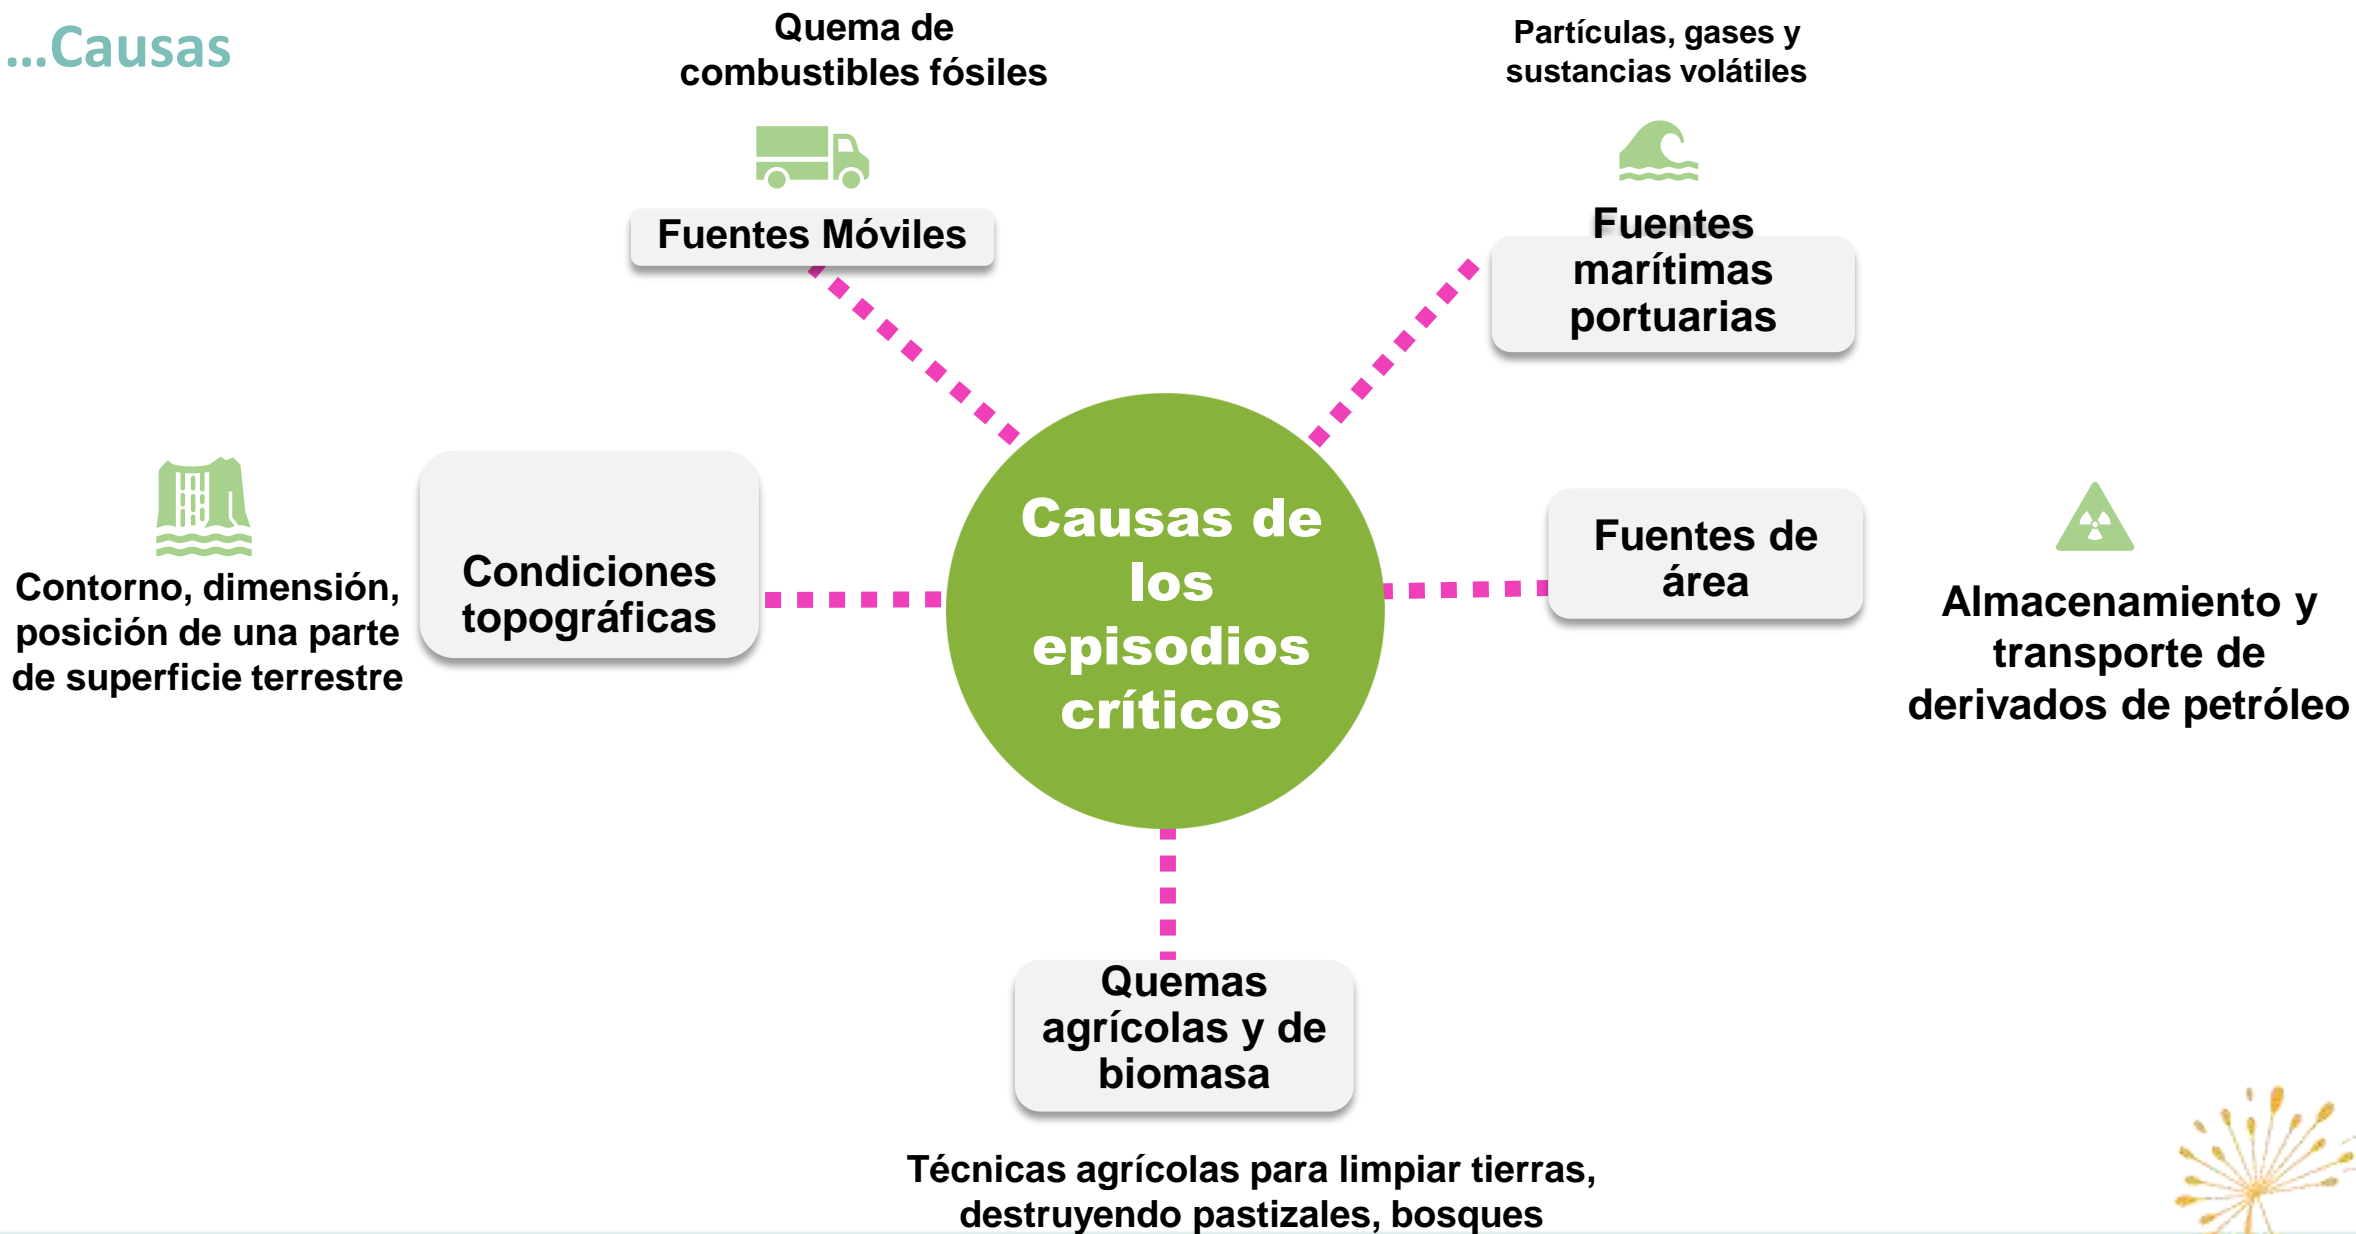 ...Causas
Quema de
combustibles fósiles
Partículas, gases y
sustancias volátiles
Fuentes Móviles
Fuentes
marítimas
portuarias
Contorno, dimensión,
posición de una parte
de superficie terrestre
Condiciones
topográficas
Causas de
los
episodios
críticos
Fuentes de
área
Almacenamiento y
transporte de
derivados de petróleo
Quemas
agrícolas y de
biomasa
Técnicas agrícolas para limpiar tierras,
destruyendo pastizales, bosques